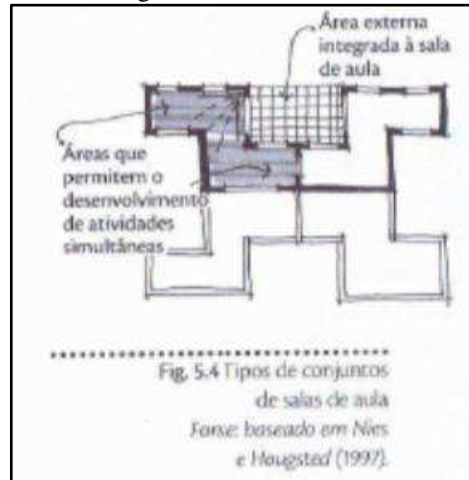 Área externa
integrada à sala
de aula
Áreas que
permitem o
desenvolvimento
de atividades
simultâneas
Fig. 5.4 Tipos de conjuntos
de salas de aula
Fonte: baseado em Nies
e Hougsted (1997).